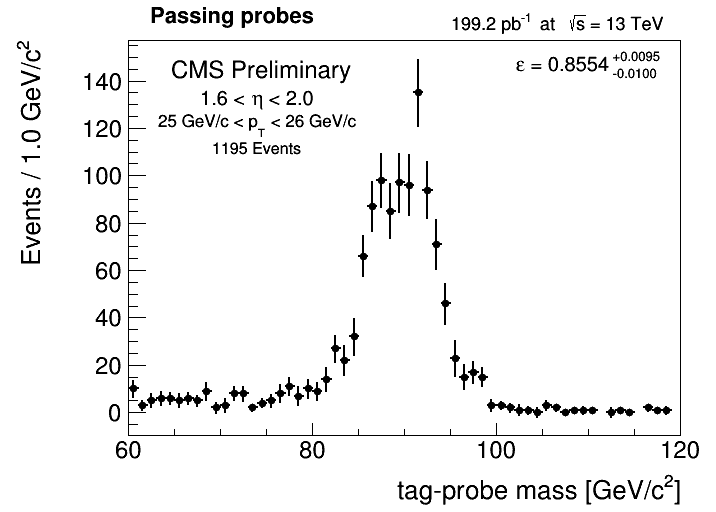 Passing probes
199.2 pb⁻¹ at √s = 13 TeV
CMS Preliminary
1.6 < η < 2.0
25 GeV/c < p_T < 26 GeV/c
1195 Events
ε = 0.8554 +0.0095 -0.0100
Events / 1.0 GeV/c²
140
120
100
80
60
40
20
0
60 80 100 120
tag-probe mass [GeV/c²]